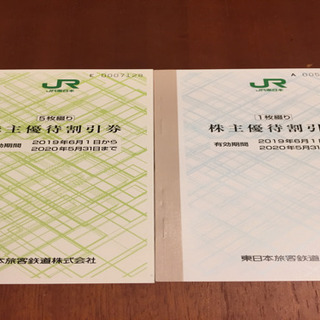 E 0007128
JR
JR東日本
5枚綴り
主優待割引券
効期間 2019年6月1日から
2020年5月31日まで
本旅客鉄道株式会社
A 005
JR
JR東日本
1枚綴り
株主優待割引
有効期間 2019年6月1
2020年5月31
東日本旅客鉄道